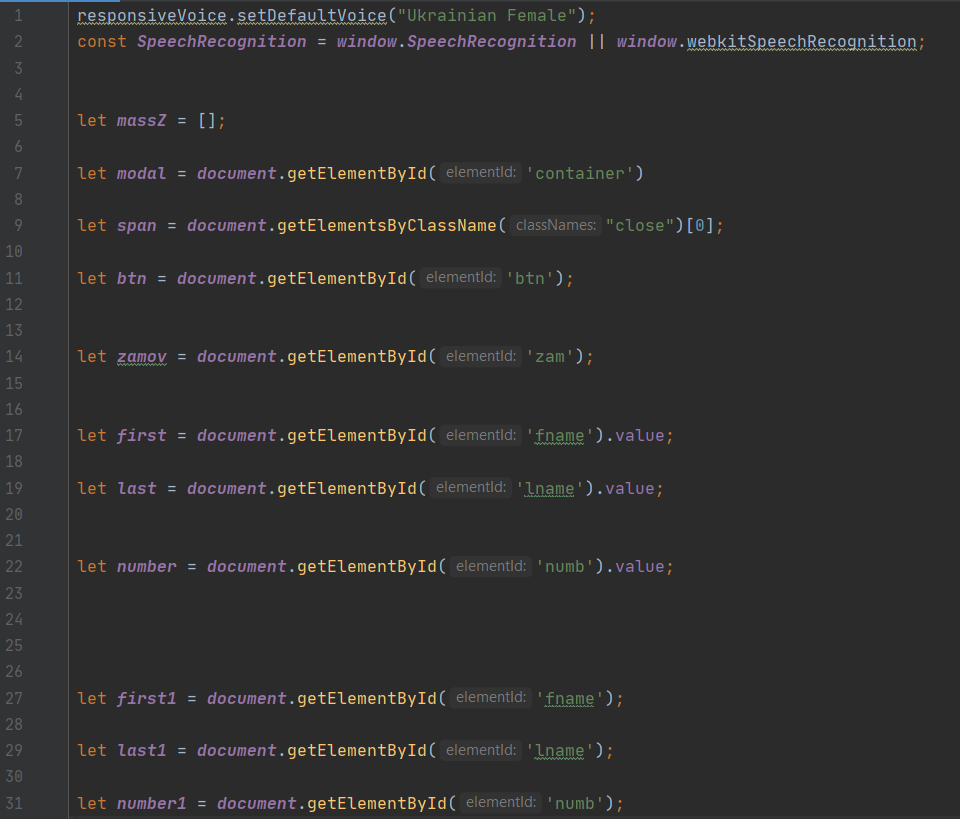 1 responsiveVoice.setDefaultVoice("Ukrainian Female");
2 const SpeechRecognition = window.SpeechRecognition || window.webkitSpeechRecognition;
3
4
5 let massZ = [];
6
7 let modal = document.getElementById( elementId: 'container')
8
9 let span = document.getElementsByClassName( classNames: "close")[0];
10
11 let btn = document.getElementById( elementId: 'btn');
12
13
14 let zamov = document.getElementById( elementId: 'zam');
15
16
17 let first = document.getElementById( elementId: 'fname').value;
18
19 let last = document.getElementById( elementId: 'lname').value;
20
21
22 let number = document.getElementById( elementId: 'numb').value;
23
24
25
26
27 let first1 = document.getElementById( elementId: 'fname');
28
29 let last1 = document.getElementById( elementId: 'lname');
30
31 let number1 = document.getElementById( elementId: 'numb');